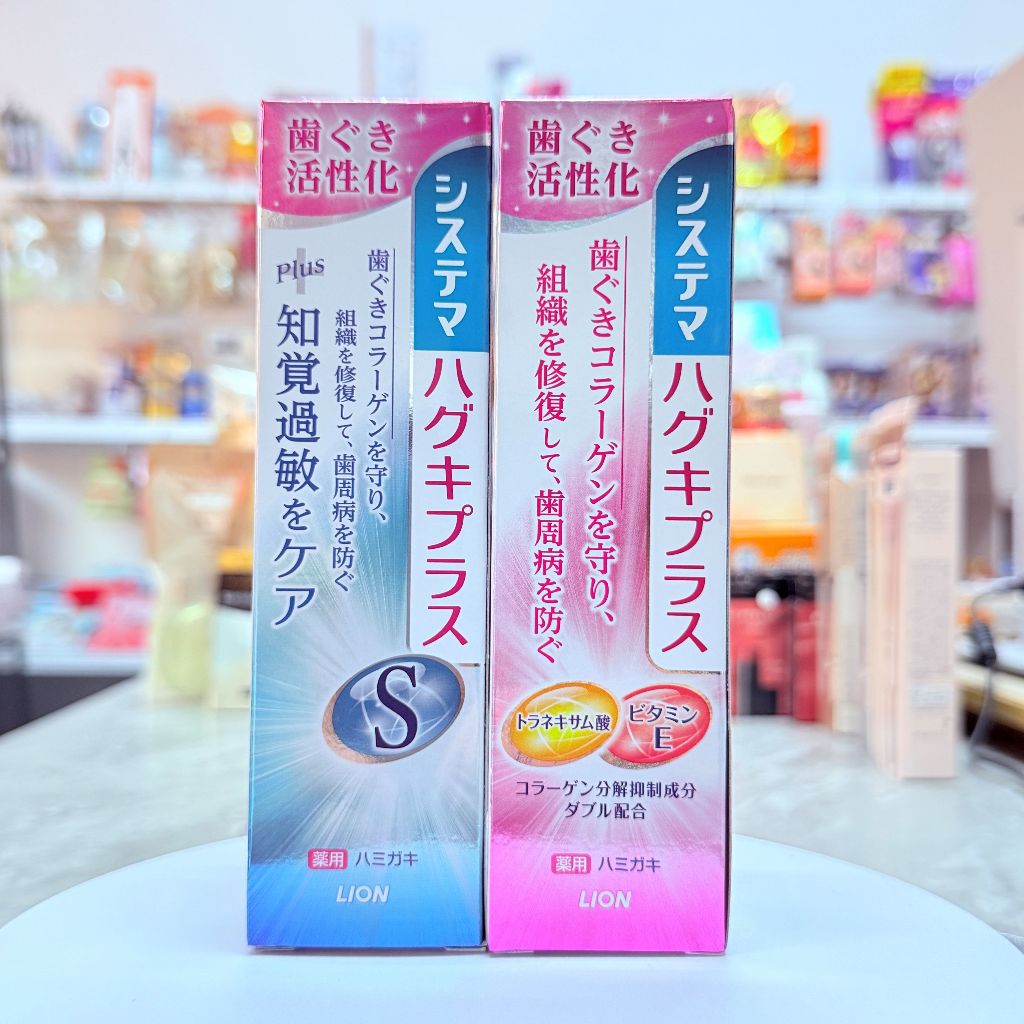 歯ぐき
活性化
システマ
ハグキプラス
歯ぐきコラーゲンを守り、
組織を修復して、歯周病を防ぐ
Plus
知覚過敏をケア
S
薬用 ハミガキ
LION
歯ぐき
活性化
システマ
ハグキプラス
歯ぐきコラーゲンを守り、
組織を修復して、歯周病を防ぐ
トラネキサム酸
ビタミン
E
コラーゲン分解抑制成分
ダブル配合
薬用 ハミガキ
LION